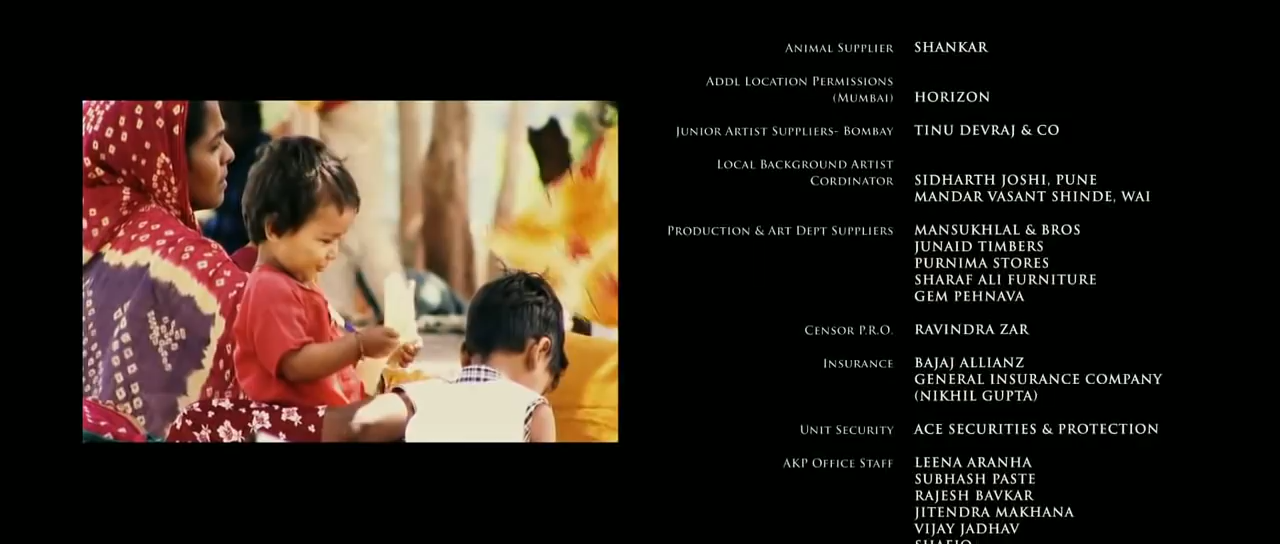 ANIMAL SUPPLIER SHANKAR
ADDL LOCATION PERMISSIONS
(MUMBAI) HORIZON
JUNIOR ARTIST SUPPLIERS- BOMBAY TINU DEVRAJ & CO
LOCAL BACKGROUND ARTIST
CORDINATOR SIDHARTH JOSHI, PUNE
MANDAR VASANT SHINDE, WAI
PRODUCTION & ART DEPT SUPPLIERS MANSUKHLAL & BROS
JUNAID TIMBERS
PURNIMA STORES
SHARAF ALI FURNITURE
GEM PEHNAVA
CENSOR P.R.O. RAVINDRA ZAR
INSURANCE BAJAJ ALLIANZ
GENERAL INSURANCE COMPANY
(NIKHIL GUPTA)
UNIT SECURITY ACE SECURITIES & PROTECTION
AKP OFFICE STAFF LEENA ARANHA
SUBHASH PASTE
RAJESH BAVKAR
JITENDRA MAKHANA
VIJAY JADHAV